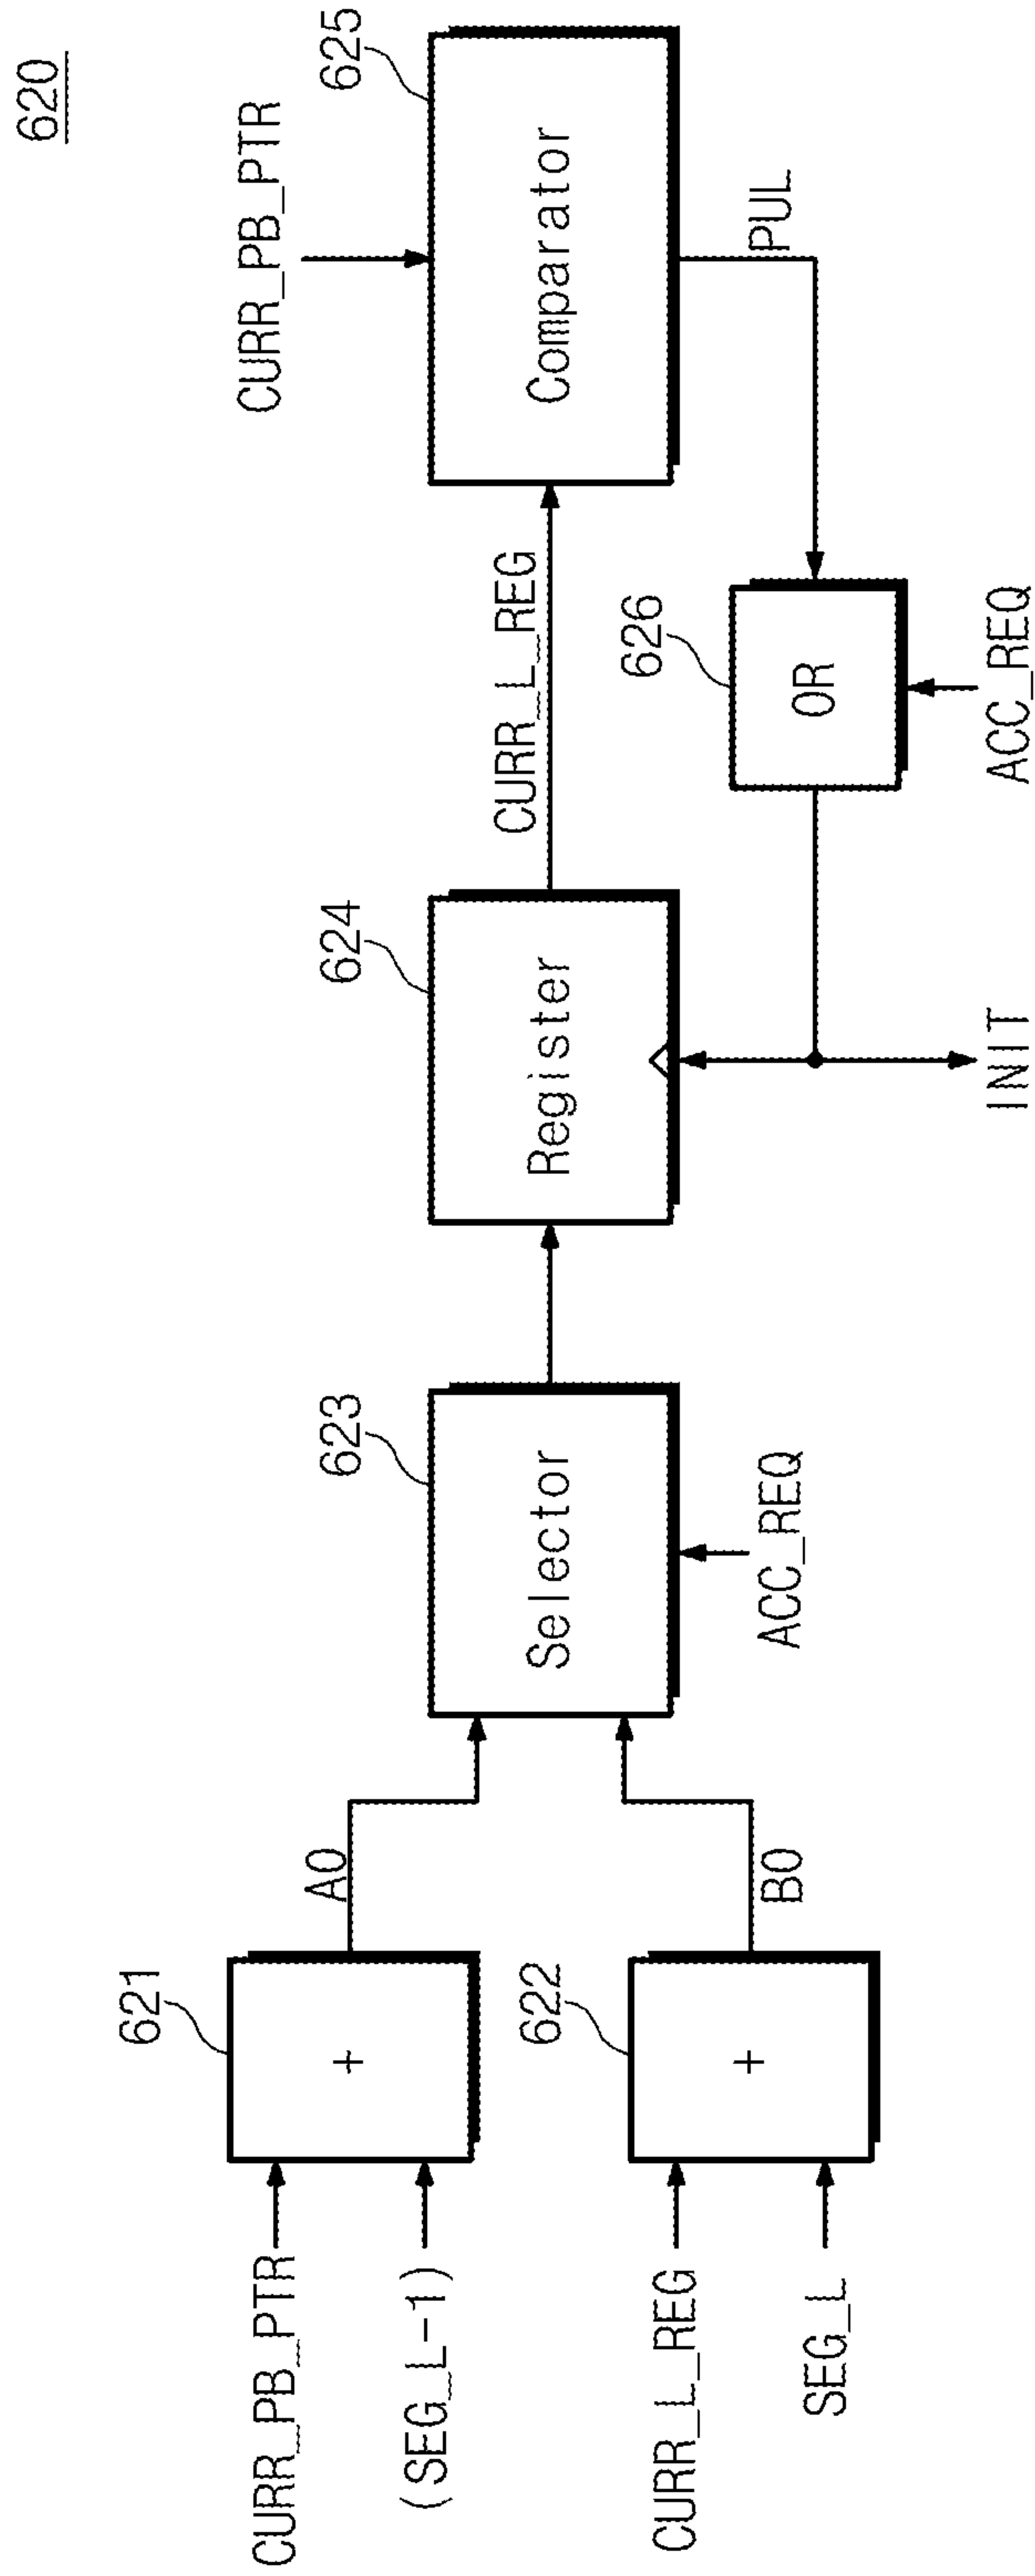 620
CURR_PB_PTR
(SEG_L-1)
621
+
A0
CURR_L_REG
SEG_L
622
+
B0
623
Selector
ACC_REQ
624
Register
CURR_L_REG
CURR_PB_PTR
625
Comparator
PUL
626
OR
ACC_REQ
INIT